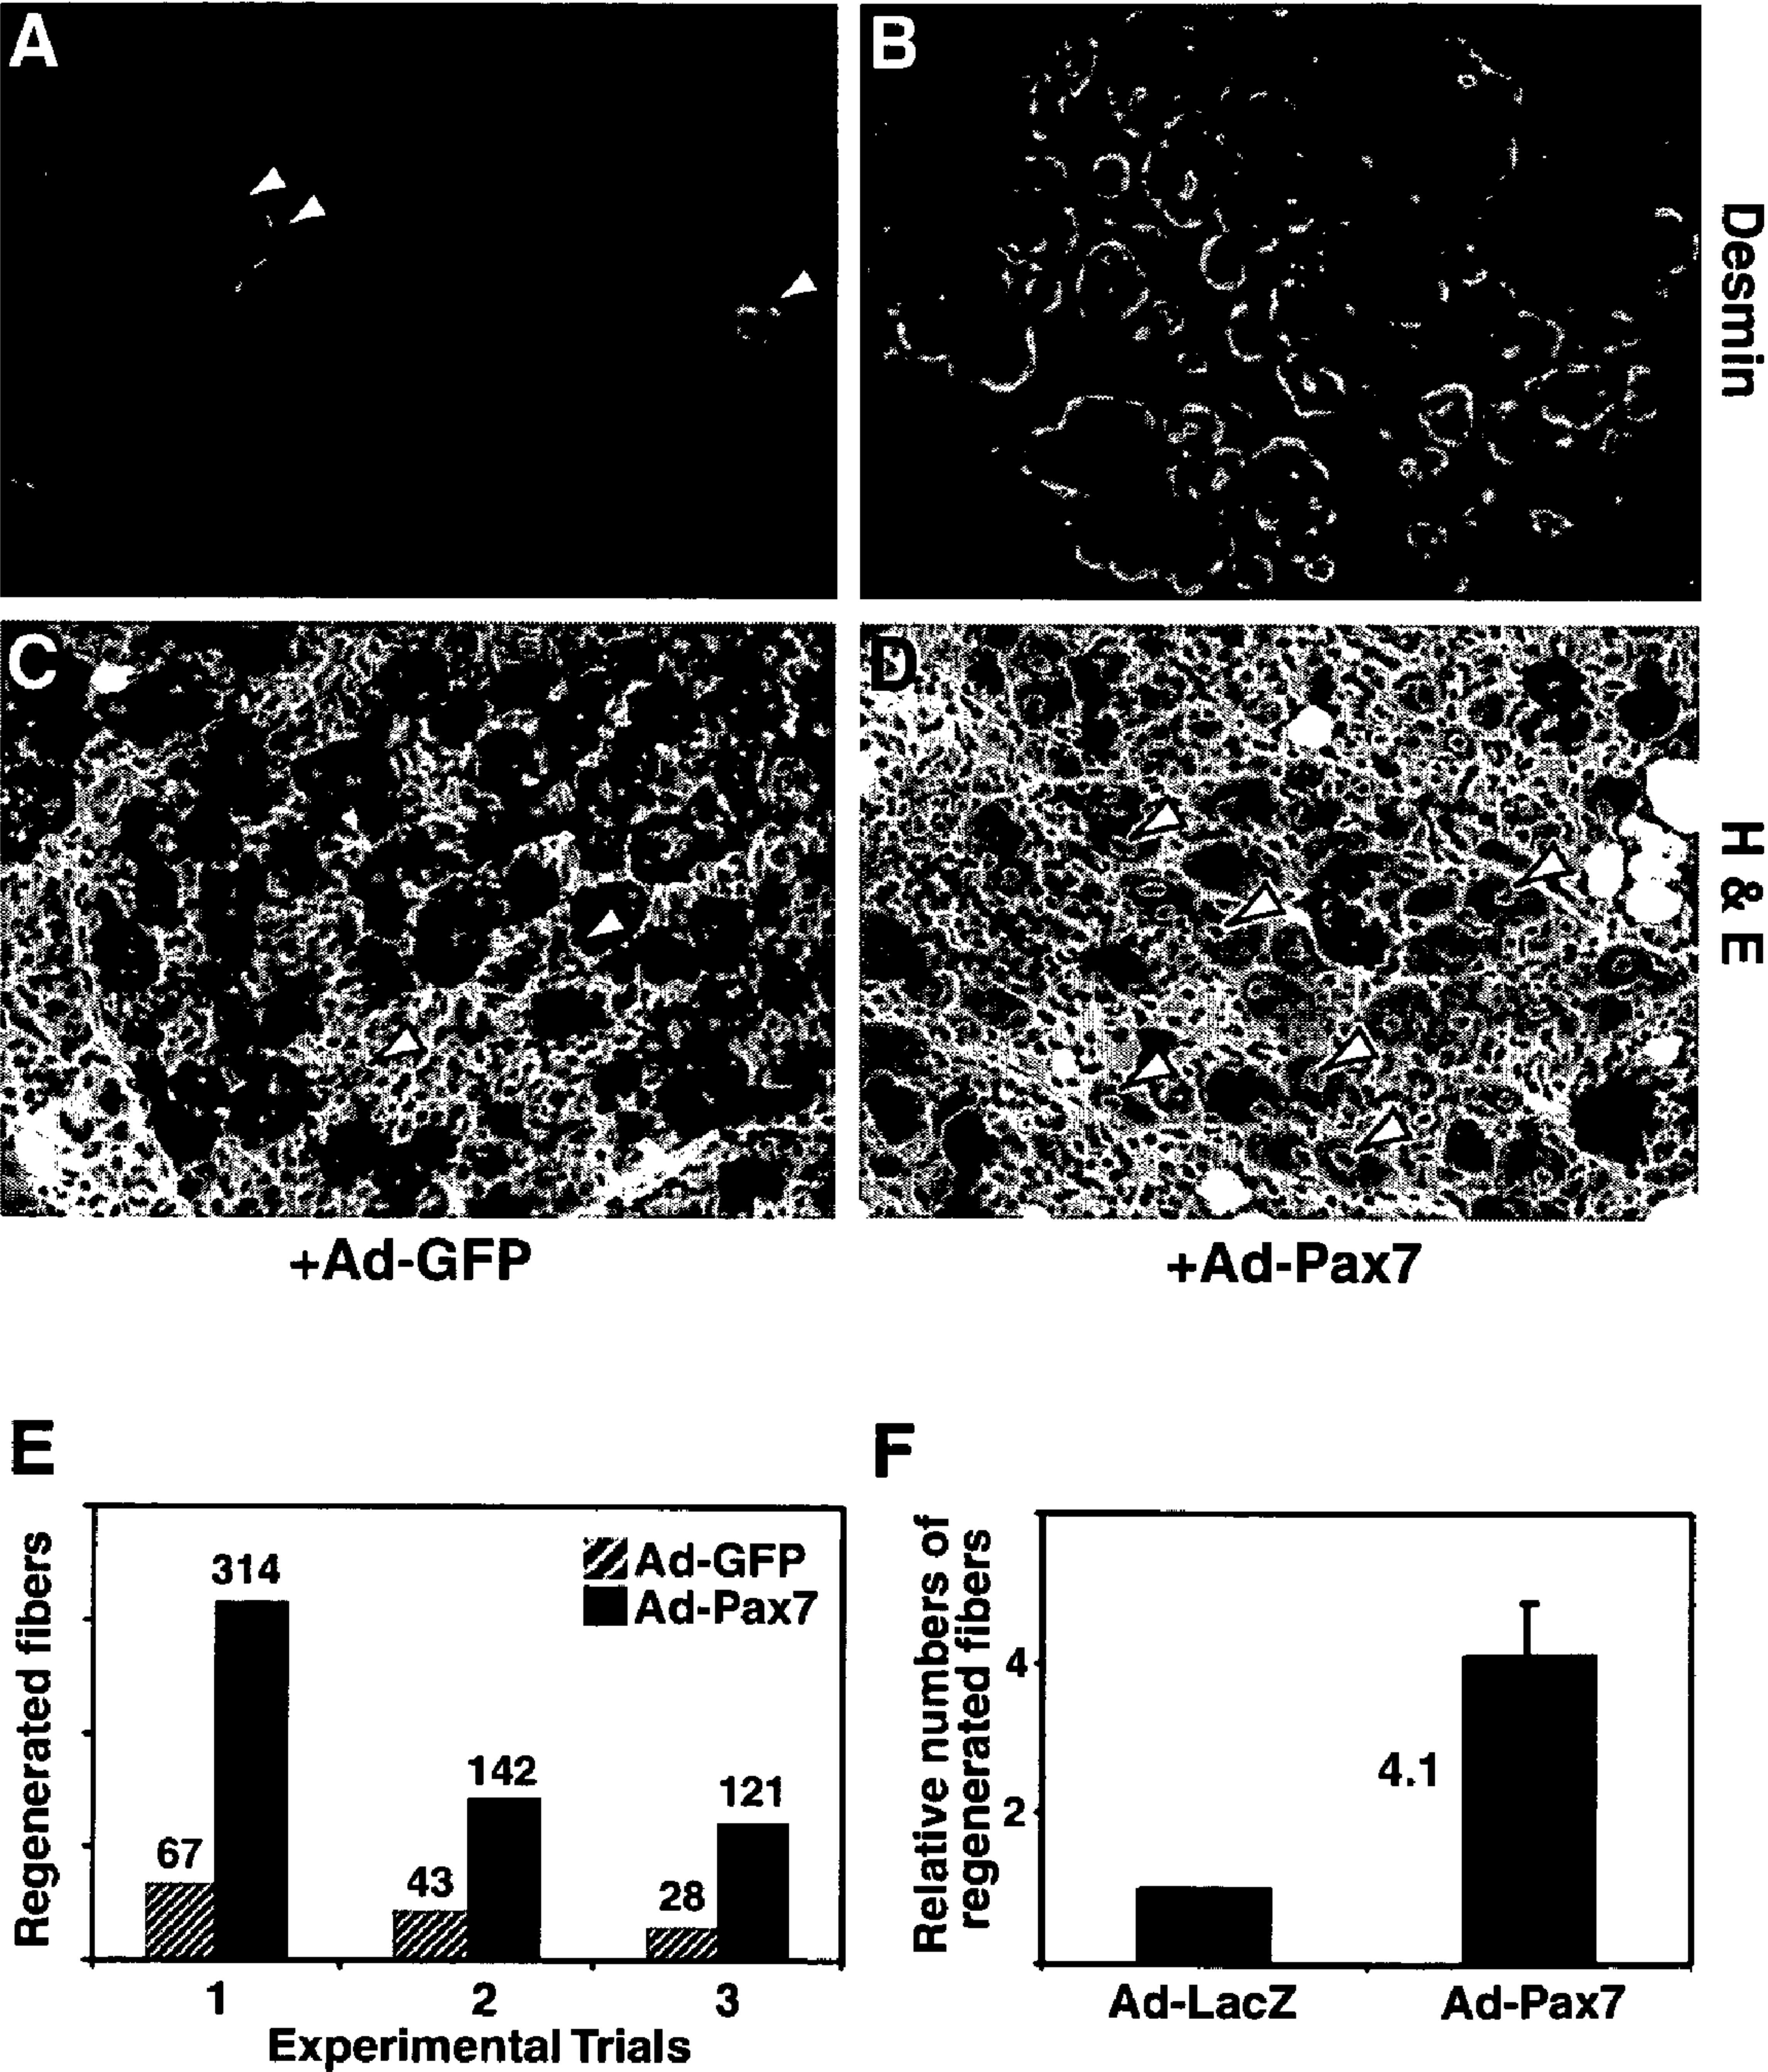 A
B
Desmin
C
D
H & E
+Ad-GFP
+Ad-Pax7
E
Regenerated fibers
Ad-GFP
Ad-Pax7
314
67
142
43
121
28
1
2
3
Experimental Trials
F
Relative numbers of
regenerated fibers
4
2
4.1
Ad-LacZ
Ad-Pax7